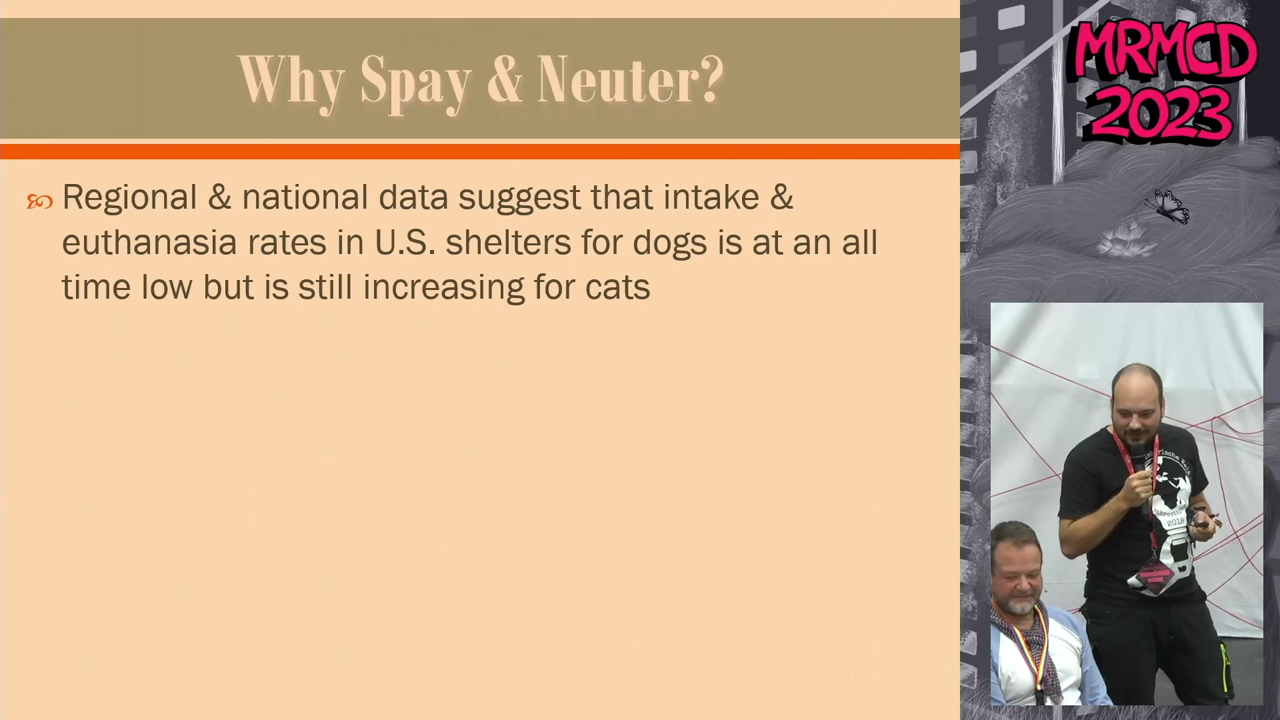 Why Spay & Neuter?
Regional & national data suggest that intake &
euthanasia rates in U.S. shelters for dogs is at an all
time low but is still increasing for cats
MRMCD
2023
2018